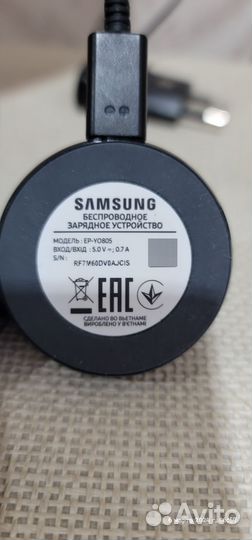 SAMSUNG
БЕСПРОВОДНОЕ
ЗАРЯДНОЕ УСТРОЙСТВО
МОДЕЛЬ : EP-YO805
ВХОД/ВХІД : 5.0 V ⎓; 0.7 A
S/N :
RF7M60DV0AJCIS
EAC
СДЕЛАНО ВО ВЬЕТНАМЕ
ВИРОБЛЕНО У В'ЄТНАМІ
Avito